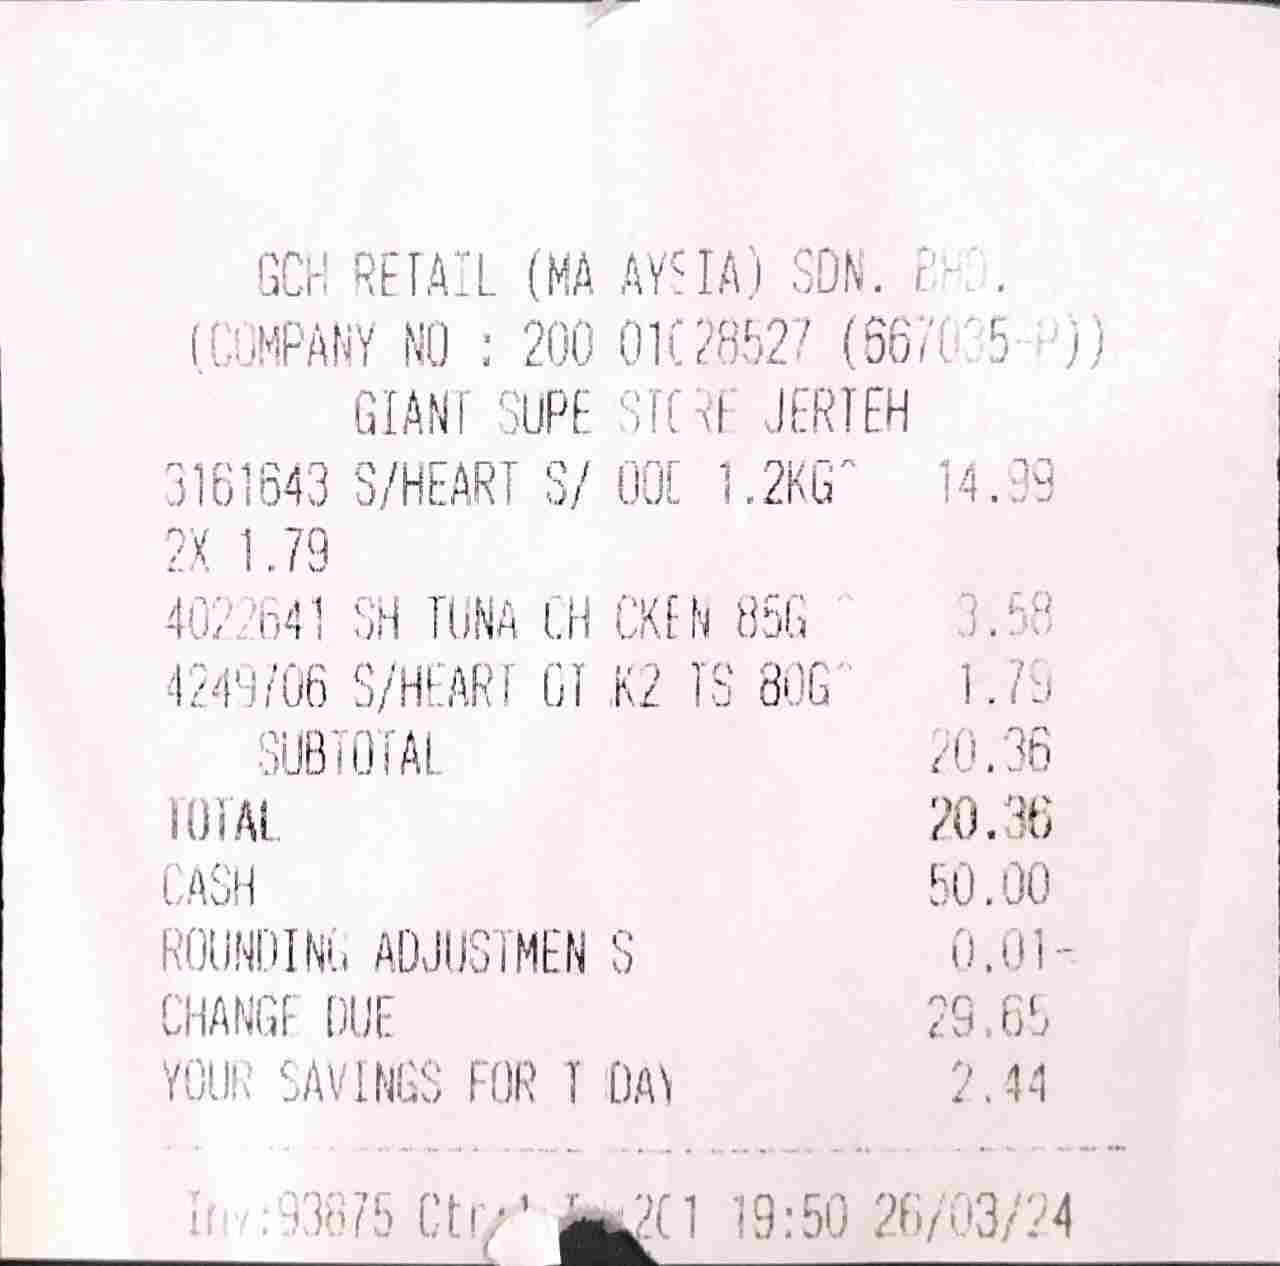 GCH RETAIL (MA AYSIA) SDN. BHD.
(COMPANY NO : 200 01028527 (667035-P))
GIANT SUPE STORE JERTEH
3161643 S/HEART S/ 1.2KG^ 14.99
2X 1.79
4022641 SH TUNA CH CKEN 85G ^ 3.58
4249706 S/HEART K2 TS 80G^ 1.79
SUBTOTAL 20.36
TOTAL 20.36
CASH 50.00
ROUNDING ADJUSTMEN S 0.01-
CHANGE DUE 29.65
YOUR SAVINGS FOR T DAY 2.44
Inv:93875 19:50 26/03/24